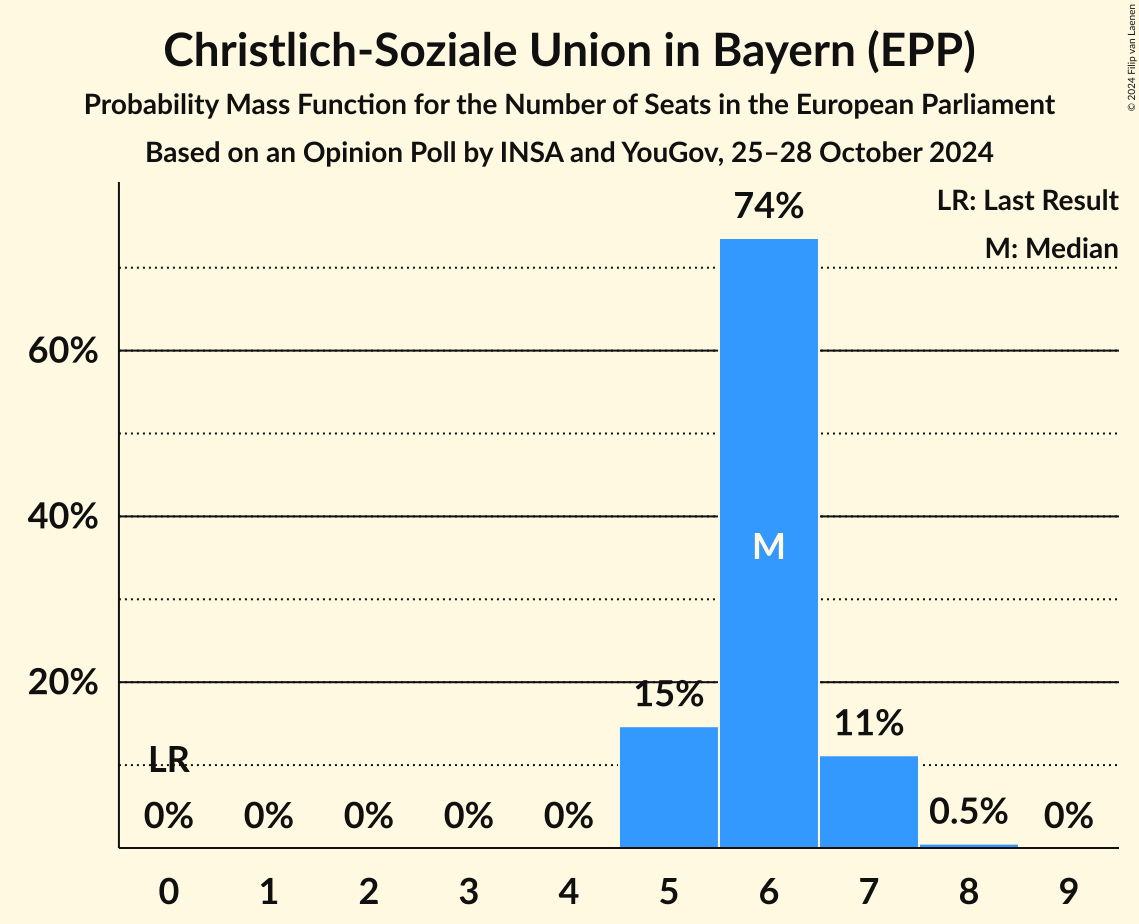 Christlich-Soziale Union in Bayern (EPP)
Probability Mass Function for the Number of Seats in the European Parliament
Based on an Opinion Poll by INSA and YouGov, 25–28 October 2024
© 2024 Filip van Laenen
LR: Last Result
M: Median
74%
60%
40%
M
20%
15%
11%
LR
0% 0% 0% 0% 0% 0.5% 0%
0 1 2 3 4 5 6 7 8 9